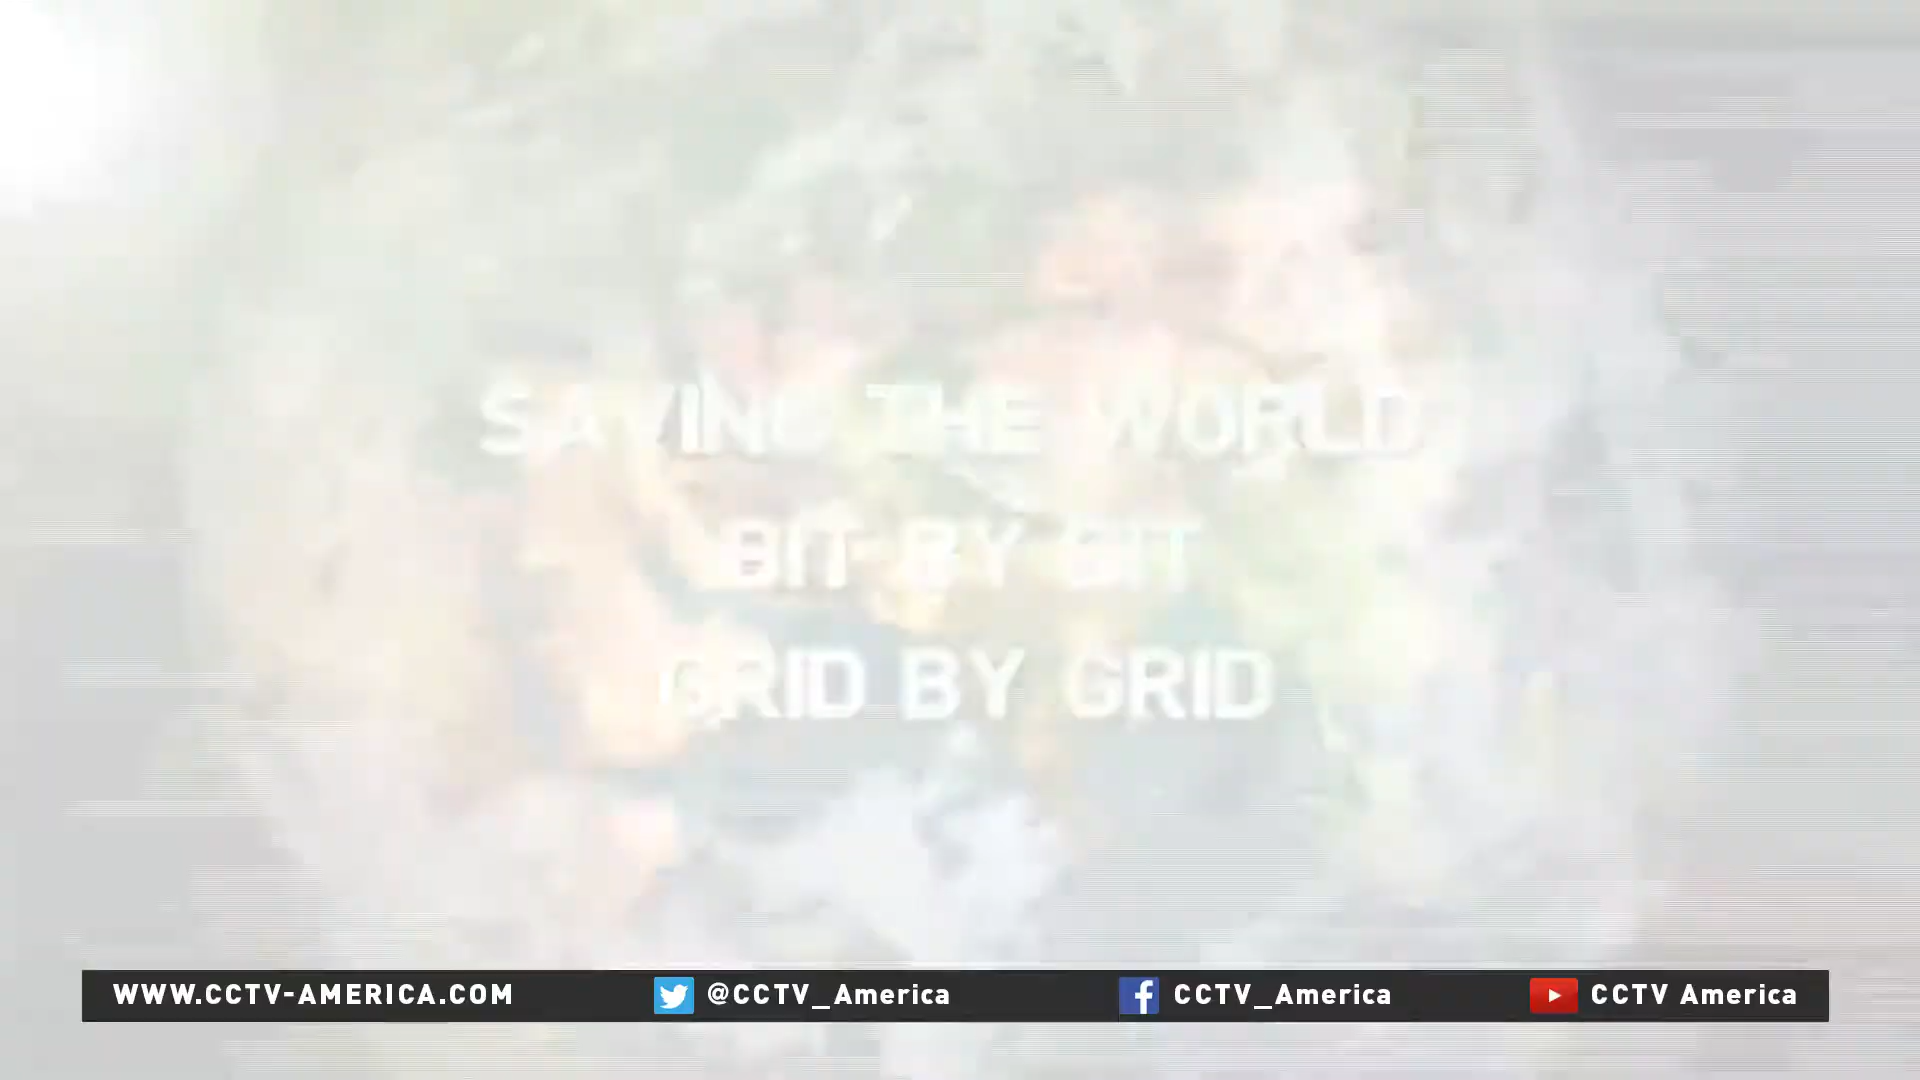 SAVING THE WORLD
BIT BY BIT
GRID BY GRID
WWW.CCTV-AMERICA.COM @CCTV_America CCTV_America CCTV America